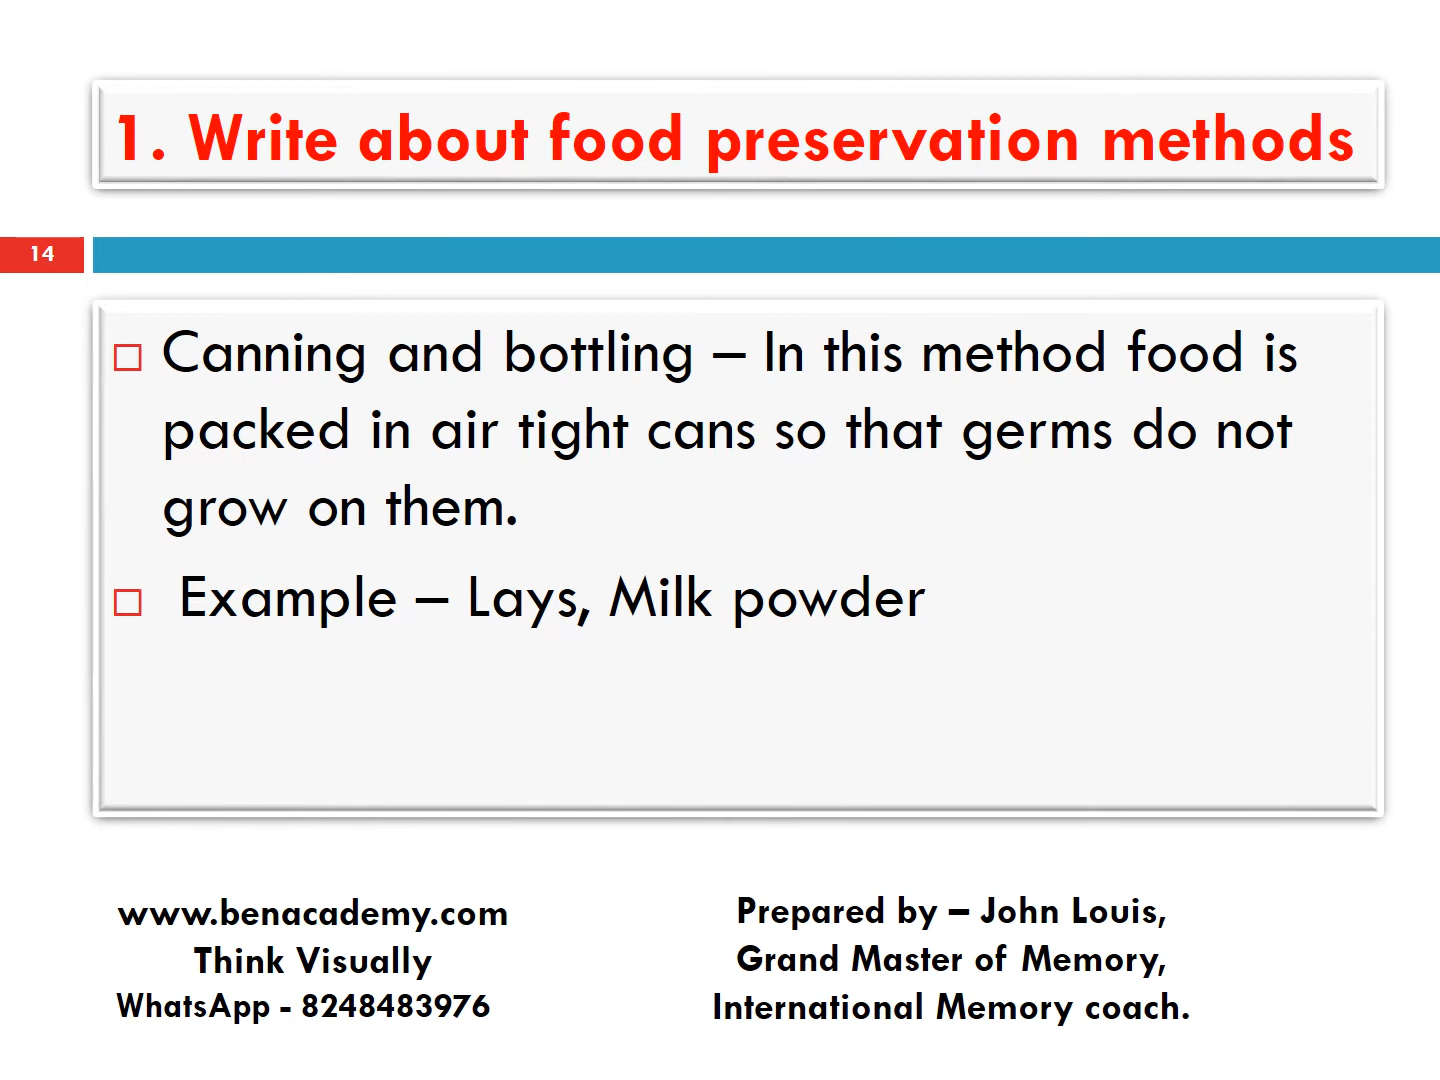 1. Write about food preservation methods
14
Canning and bottling – In this method food is
packed in air tight cans so that germs do not
grow on them.
Example – Lays, Milk powder
www.benacademy.com
Think Visually
WhatsApp - 8248483976
Prepared by – John Louis,
Grand Master of Memory,
International Memory coach.